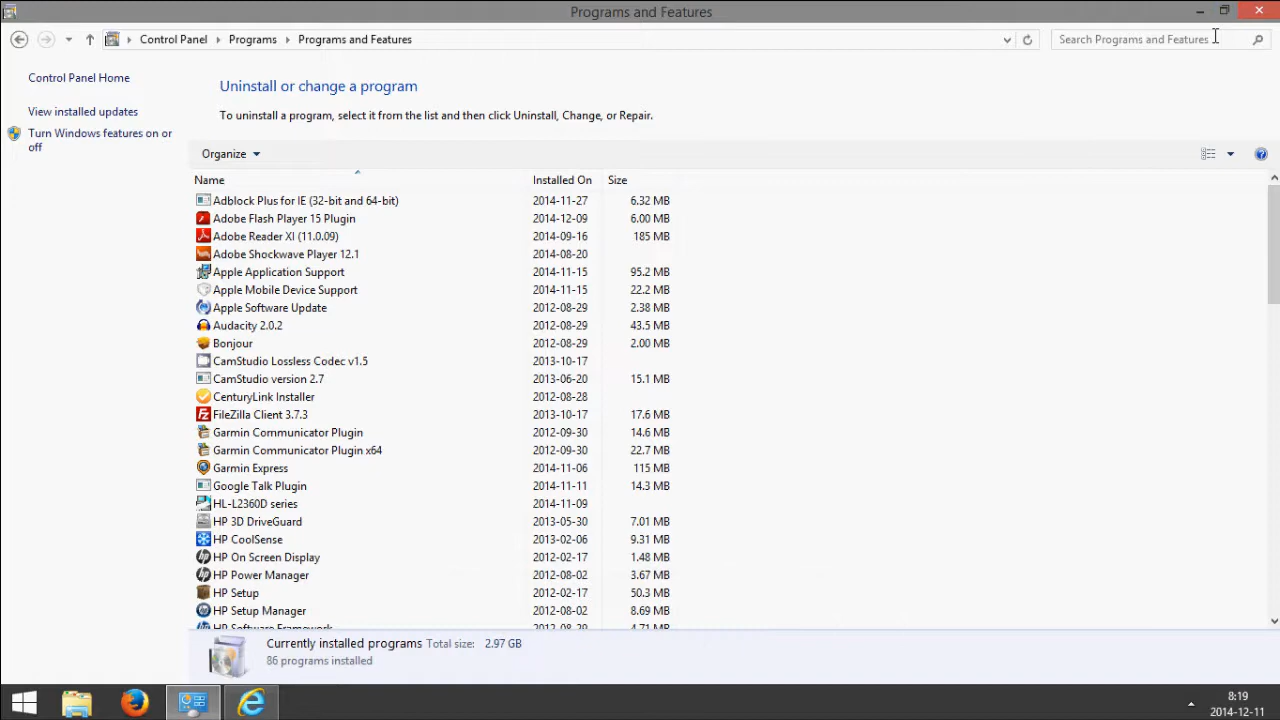 Programs and Features
Control Panel Programs Programs and Features
Search Programs and Features
Control Panel Home
View installed updates
Turn Windows features on or
off
Uninstall or change a program
To uninstall a program, select it from the list and then click Uninstall, Change, or Repair.
Organize
Name Installed On Size
Adblock Plus for IE (32-bit and 64-bit) 2014-11-27 6.32 MB
Adobe Flash Player 15 Plugin 2014-12-09 6.00 MB
Adobe Reader XI (11.0.09) 2014-09-16 185 MB
Adobe Shockwave Player 12.1 2014-08-20
Apple Application Support 2014-11-15 95.2 MB
Apple Mobile Device Support 2014-11-15 22.2 MB
Apple Software Update 2012-08-29 2.38 MB
Audacity 2.0.2 2012-08-29 43.5 MB
Bonjour 2012-08-29 2.00 MB
CamStudio Lossless Codec v1.5 2013-10-17
CamStudio version 2.7 2013-06-20 15.1 MB
CenturyLink Installer 2012-08-28
FileZilla Client 3.7.3 2013-10-17 17.6 MB
Garmin Communicator Plugin 2012-09-30 14.6 MB
Garmin Communicator Plugin x64 2012-09-30 22.7 MB
Garmin Express 2014-11-06 115 MB
Google Talk Plugin 2014-11-11 14.3 MB
HL-L2360D series 2014-11-09
HP 3D DriveGuard 2013-05-30 7.01 MB
HP CoolSense 2013-02-06 9.31 MB
HP On Screen Display 2012-02-17 1.48 MB
HP Power Manager 2012-08-02 3.67 MB
HP Setup 2012-02-17 50.3 MB
HP Setup Manager 2012-08-02 8.69 MB
HP Software Framework 2012-08-29 4.71 MB
Currently installed programs Total size: 2.97 GB
86 programs installed
8:19
2014-12-11